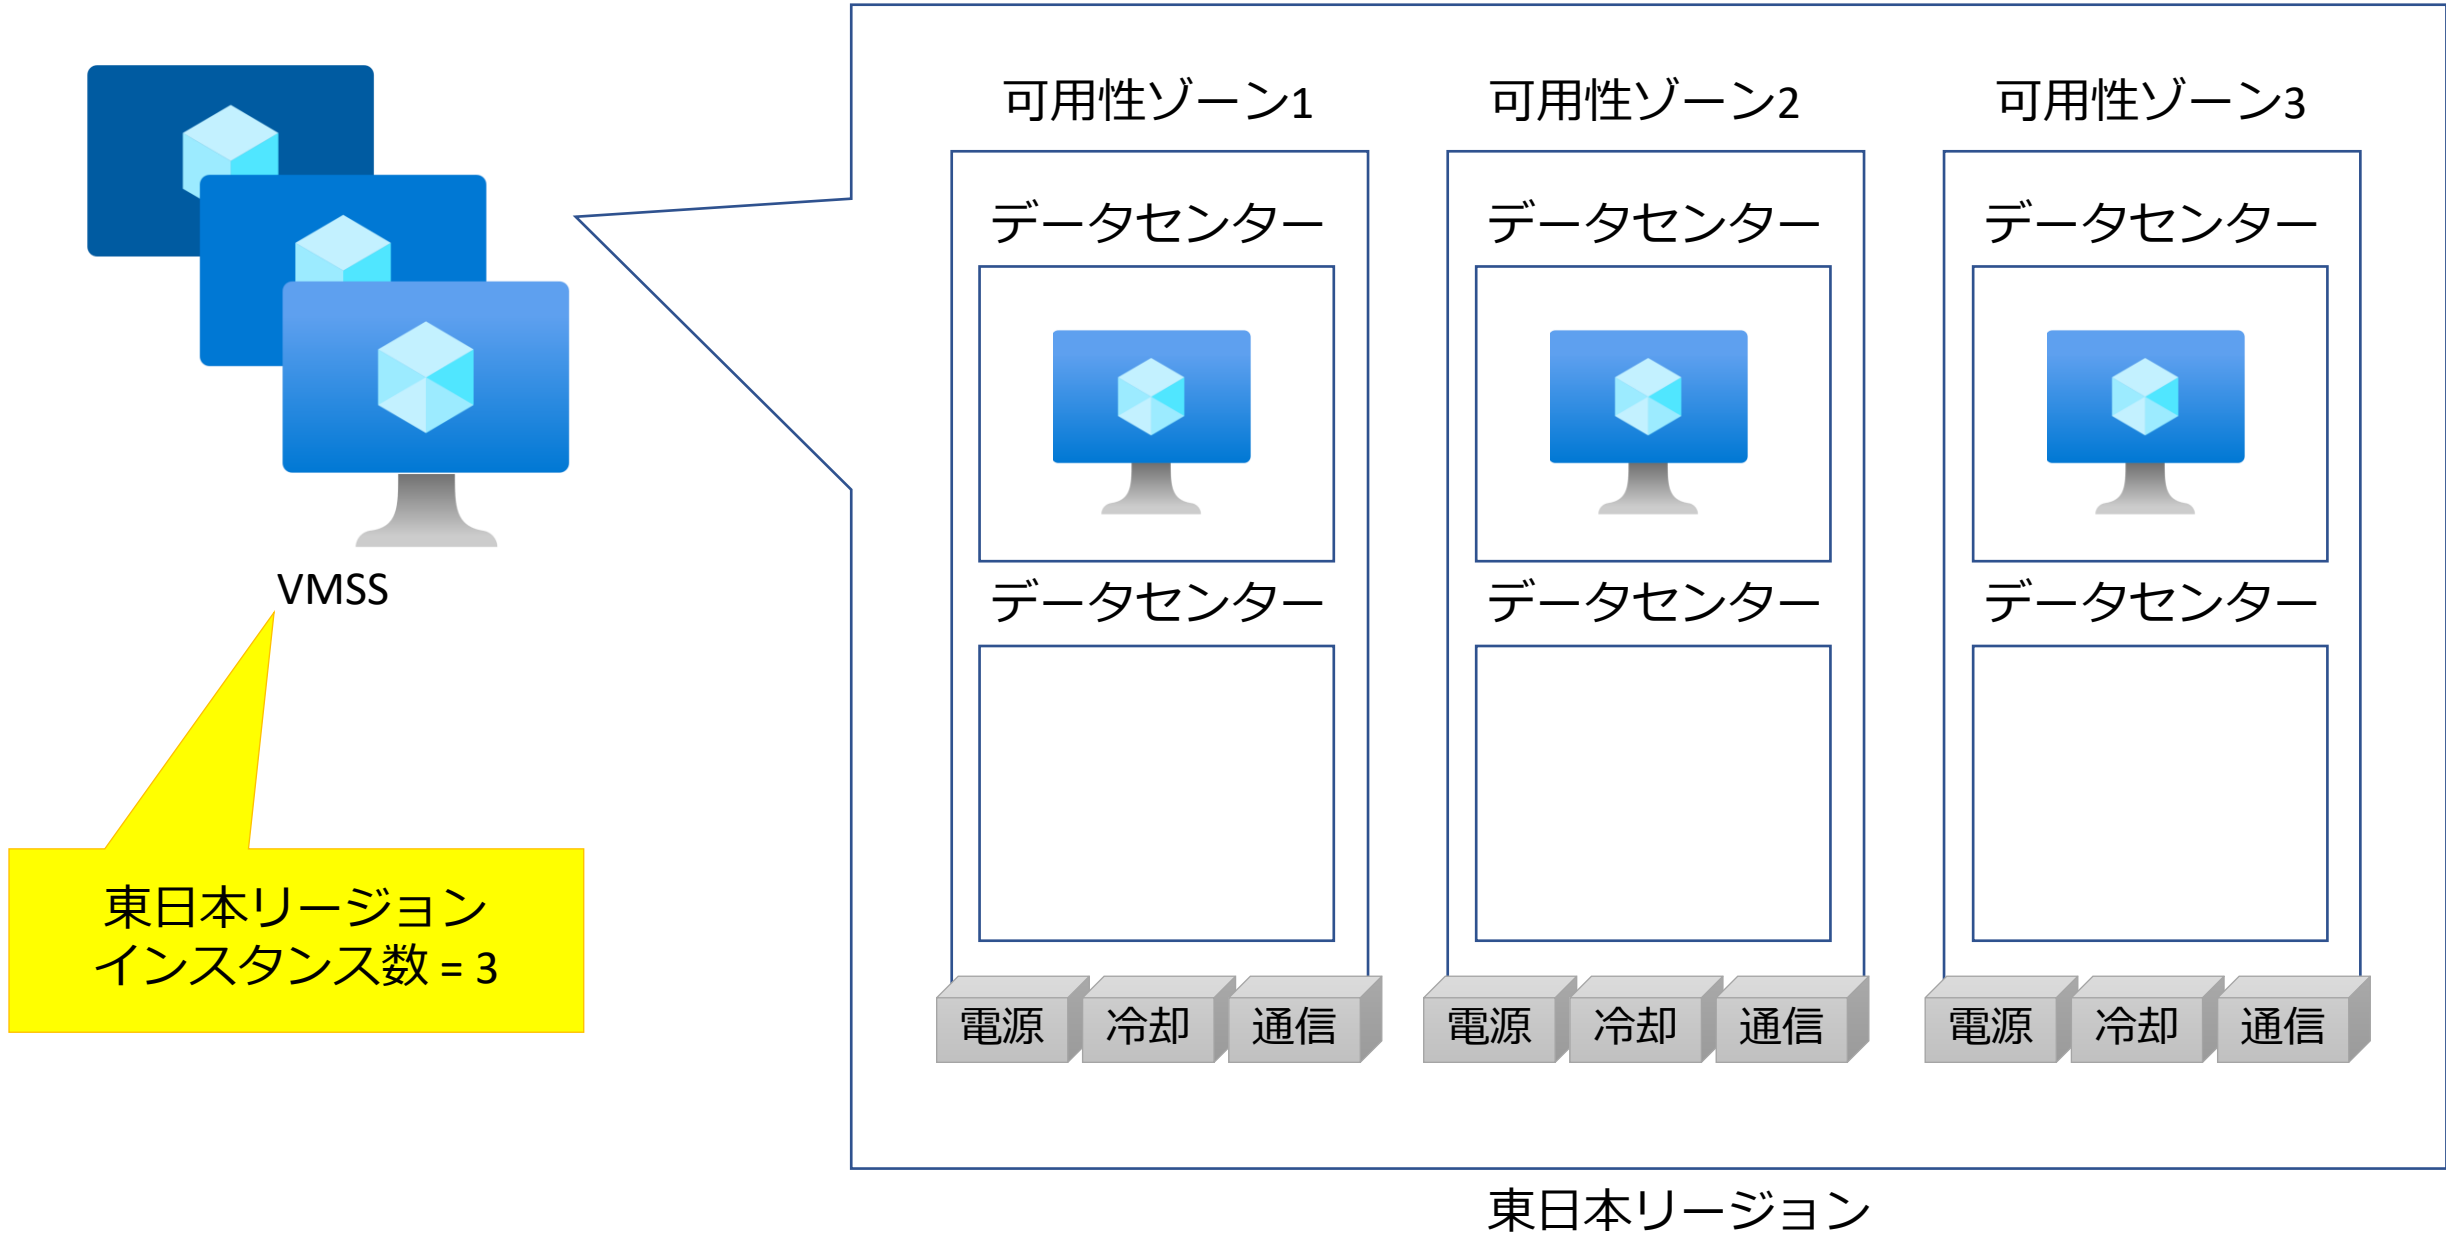 可用性ゾーン1
可用性ゾーン2
可用性ゾーン3
データセンター
データセンター
データセンター
VMSS
データセンター
データセンター
データセンター
東日本リージョン
インスタンス数 = 3
電源
冷却
通信
電源
冷却
通信
電源
冷却
通信
東日本リージョン